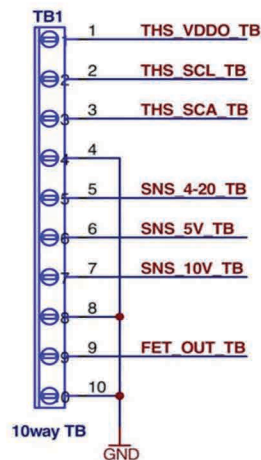 TB1
1 THS_VDDO_TB
2 THS_SCL_TB
3 THS_SCA_TB
4
5 SNS_4-20_TB
6 SNS_5V_TB
7 SNS_10V_TB
8
9 FET_OUT_TB
10
10way TB
GND